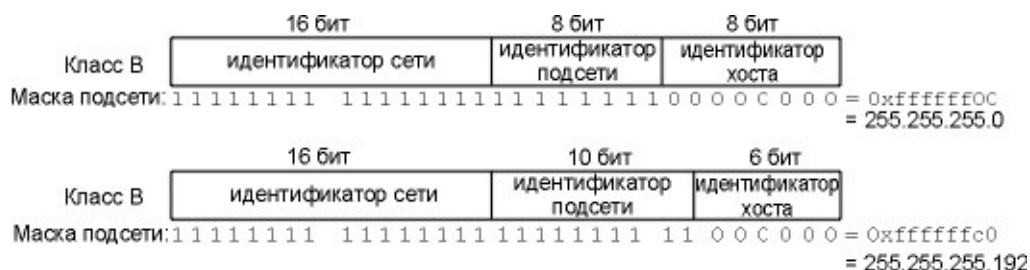 16 бит 8 бит 8 бит
Класс B идентификатор сети идентификатор подсети идентификатор хоста
Маска подсети: 1 1 1 1 1 1 1 1 1 1 1 1 1 1 1 1 1 1 1 1 1 1 1 1 0 0 0 0 C 0 0 0 = 0xffffff0C
= 255.255.255.0
16 бит 10 бит 6 бит
Класс B идентификатор сети идентификатор подсети идентификатор хоста
Маска подсети: 1 1 1 1 1 1 1 1 1 1 1 1 1 1 1 1 1 1 1 1 1 1 1 1 1 1 0 0 C 0 0 0 = 0xffffffc0
= 255.255.255.192